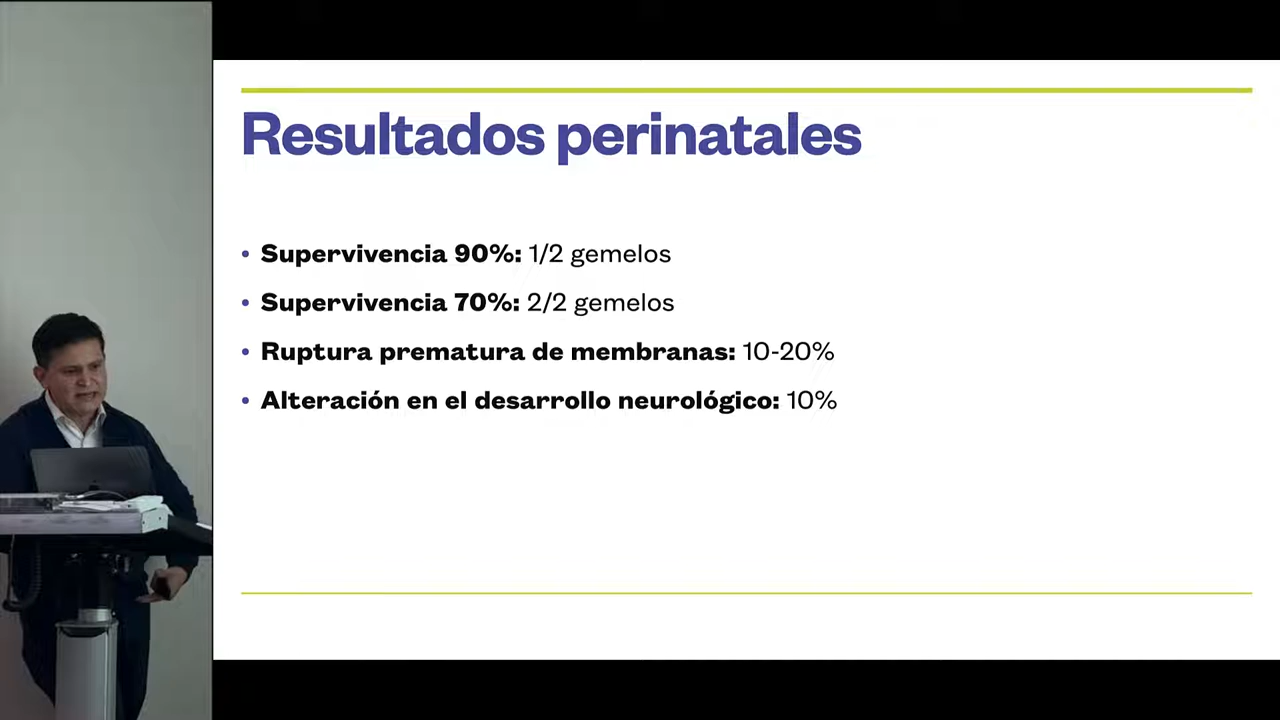 Resultados perinatales
• Supervivencia 90%: 1/2 gemelos
• Supervivencia 70%: 2/2 gemelos
• Ruptura prematura de membranas: 10-20%
• Alteración en el desarrollo neurológico: 10%